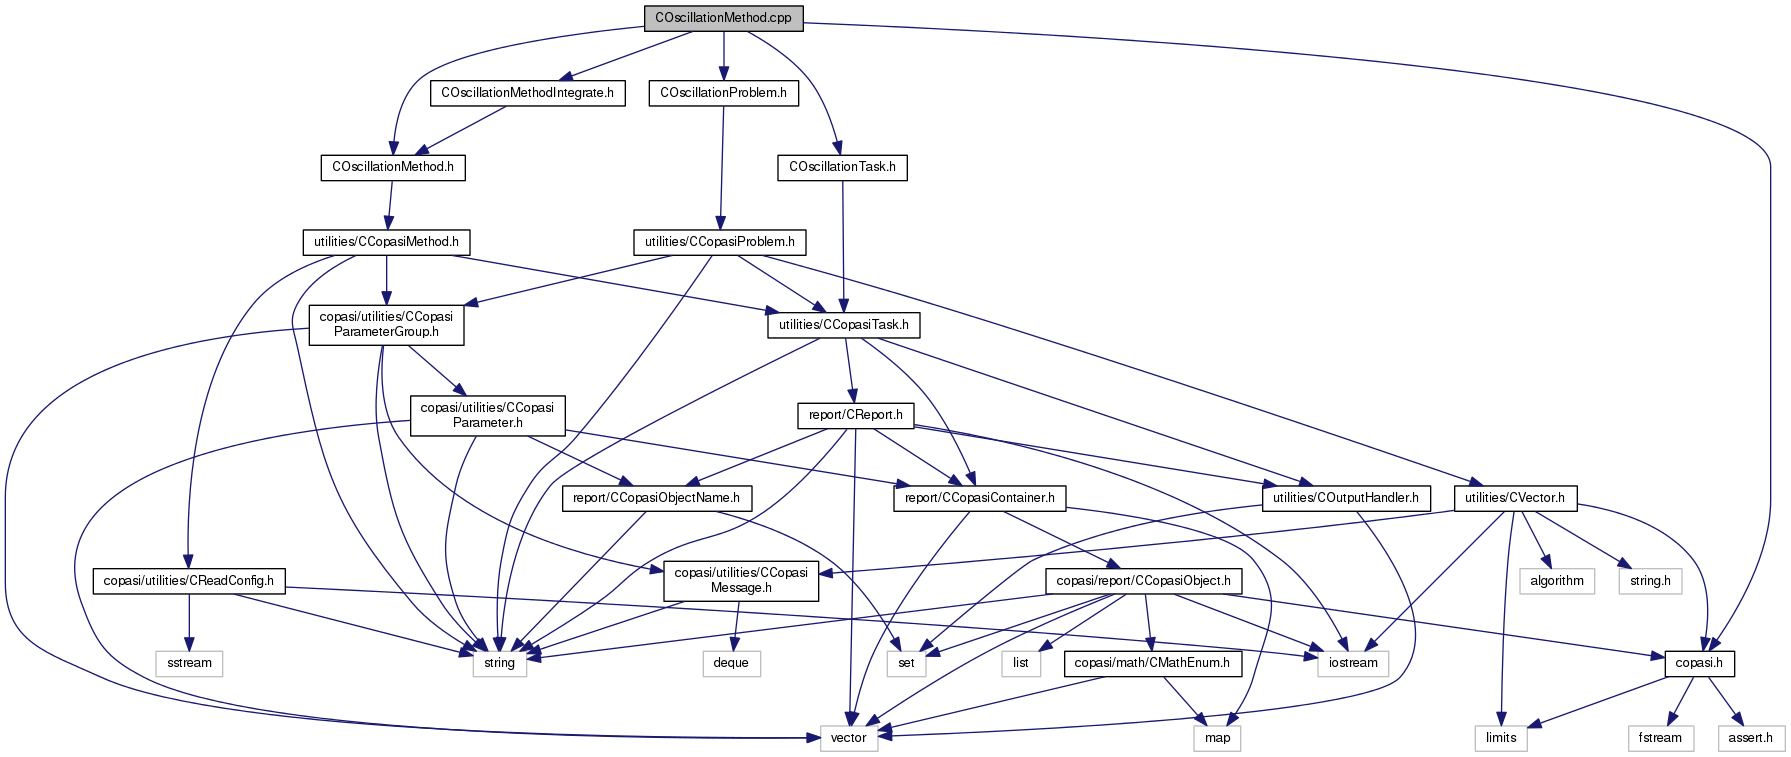 COscillationMethod.cpp
COscillationMethodIntegrate.h
COscillationProblem.h
COscillationMethod.h
COscillationTask.h
utilities/CCopasiMethod.h
utilities/CCopasiProblem.h
copasi/utilities/CCopasi
ParameterGroup.h
utilities/CCopasiTask.h
copasi/utilities/CCopasi
Parameter.h
report/CReport.h
report/CCopasiObjectName.h
report/CCopasiContainer.h
utilities/COutputHandler.h
utilities/CVector.h
copasi/utilities/CReadConfig.h
copasi/utilities/CCopasi
Message.h
copasi/report/CCopasiObject.h
algorithm
string.h
sstream
string
deque
set
list
copasi/math/CMathEnum.h
iostream
copasi.h
vector
map
limits
fstream
assert.h